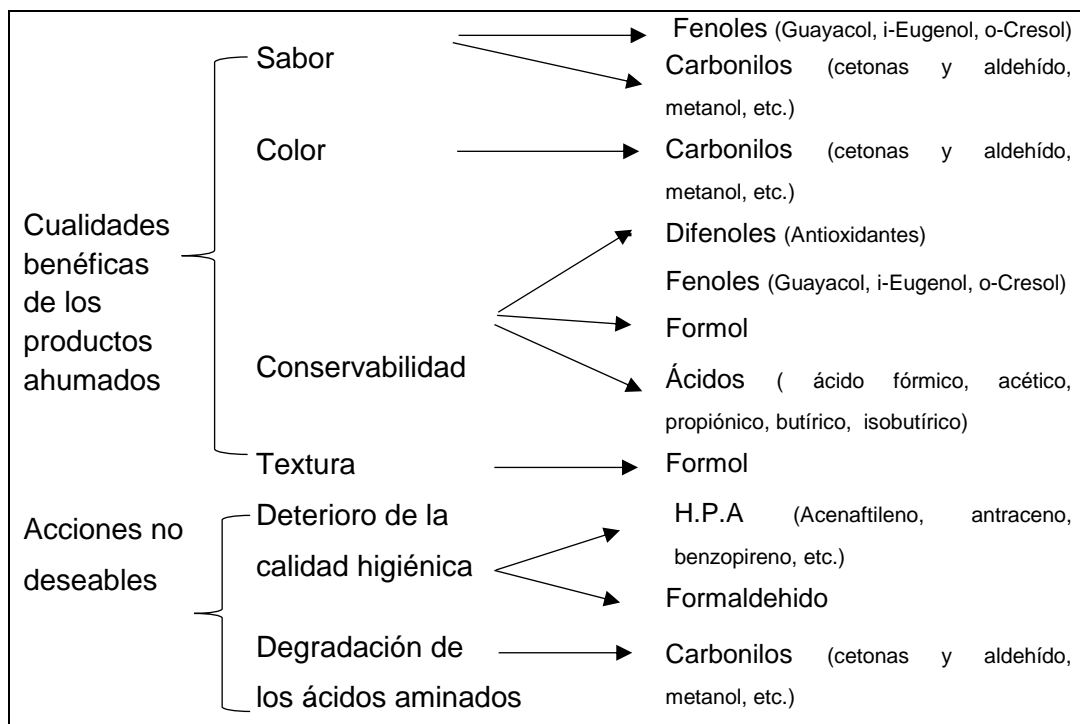 Sabor
Fenoles (Guayacol, i-Eugenol, o-Cresol)
Carbonilos (cetonas y aldehído,
metanol, etc.)
Color
Carbonilos (cetonas y aldehído,
metanol, etc.)
Cualidades
benéficas
de los
productos
ahumados
Conservabilidad
Difenoles (Antioxidantes)
Fenoles (Guayacol, i-Eugenol, o-Cresol)
Formol
Ácidos ( ácido fórmico, acético,
propiónico, butírico, isobutírico)
Textura
Formol
Acciones no
deseables
Deterioro de la
calidad higiénica
H.P.A (Acenaftileno, antraceno,
benzopireno, etc.)
Formaldehido
Degradación de
los ácidos aminados
Carbonilos (cetonas y aldehído,
metanol, etc.)